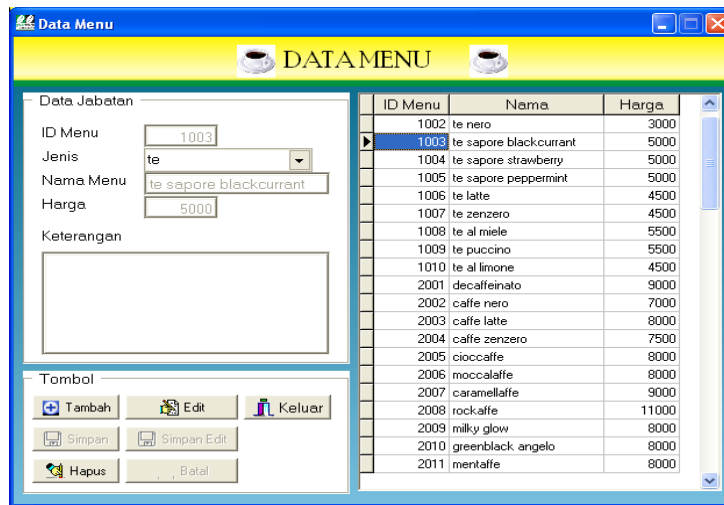 Data Menu
DATA MENU
Data Jabatan
ID Menu 1003
Jenis te
Nama Menu te sapore blackcurrant
Harga 5000
Keterangan
Tombol
Tambah Edit Keluar
Simpan Simpan Edit
Hapus Batal
ID Menu Nama Harga
1002 te nero 3000
1003 te sapore blackcurrant 5000
1004 te sapore strawberry 5000
1005 te sapore peppermint 5000
1006 te latte 4500
1007 te zenzero 4500
1008 te al miele 5500
1009 te puccino 5500
1010 te al limone 4500
2001 decaffeinato 9000
2002 caffe nero 7000
2003 caffe latte 8000
2004 caffe zenzero 7500
2005 cioccaffe 8000
2006 moccalaffe 8000
2007 caramellaffe 9000
2008 rockaffe 11000
2009 milky glow 8000
2010 greenblack angelo 8000
2011 mentaffe 8000